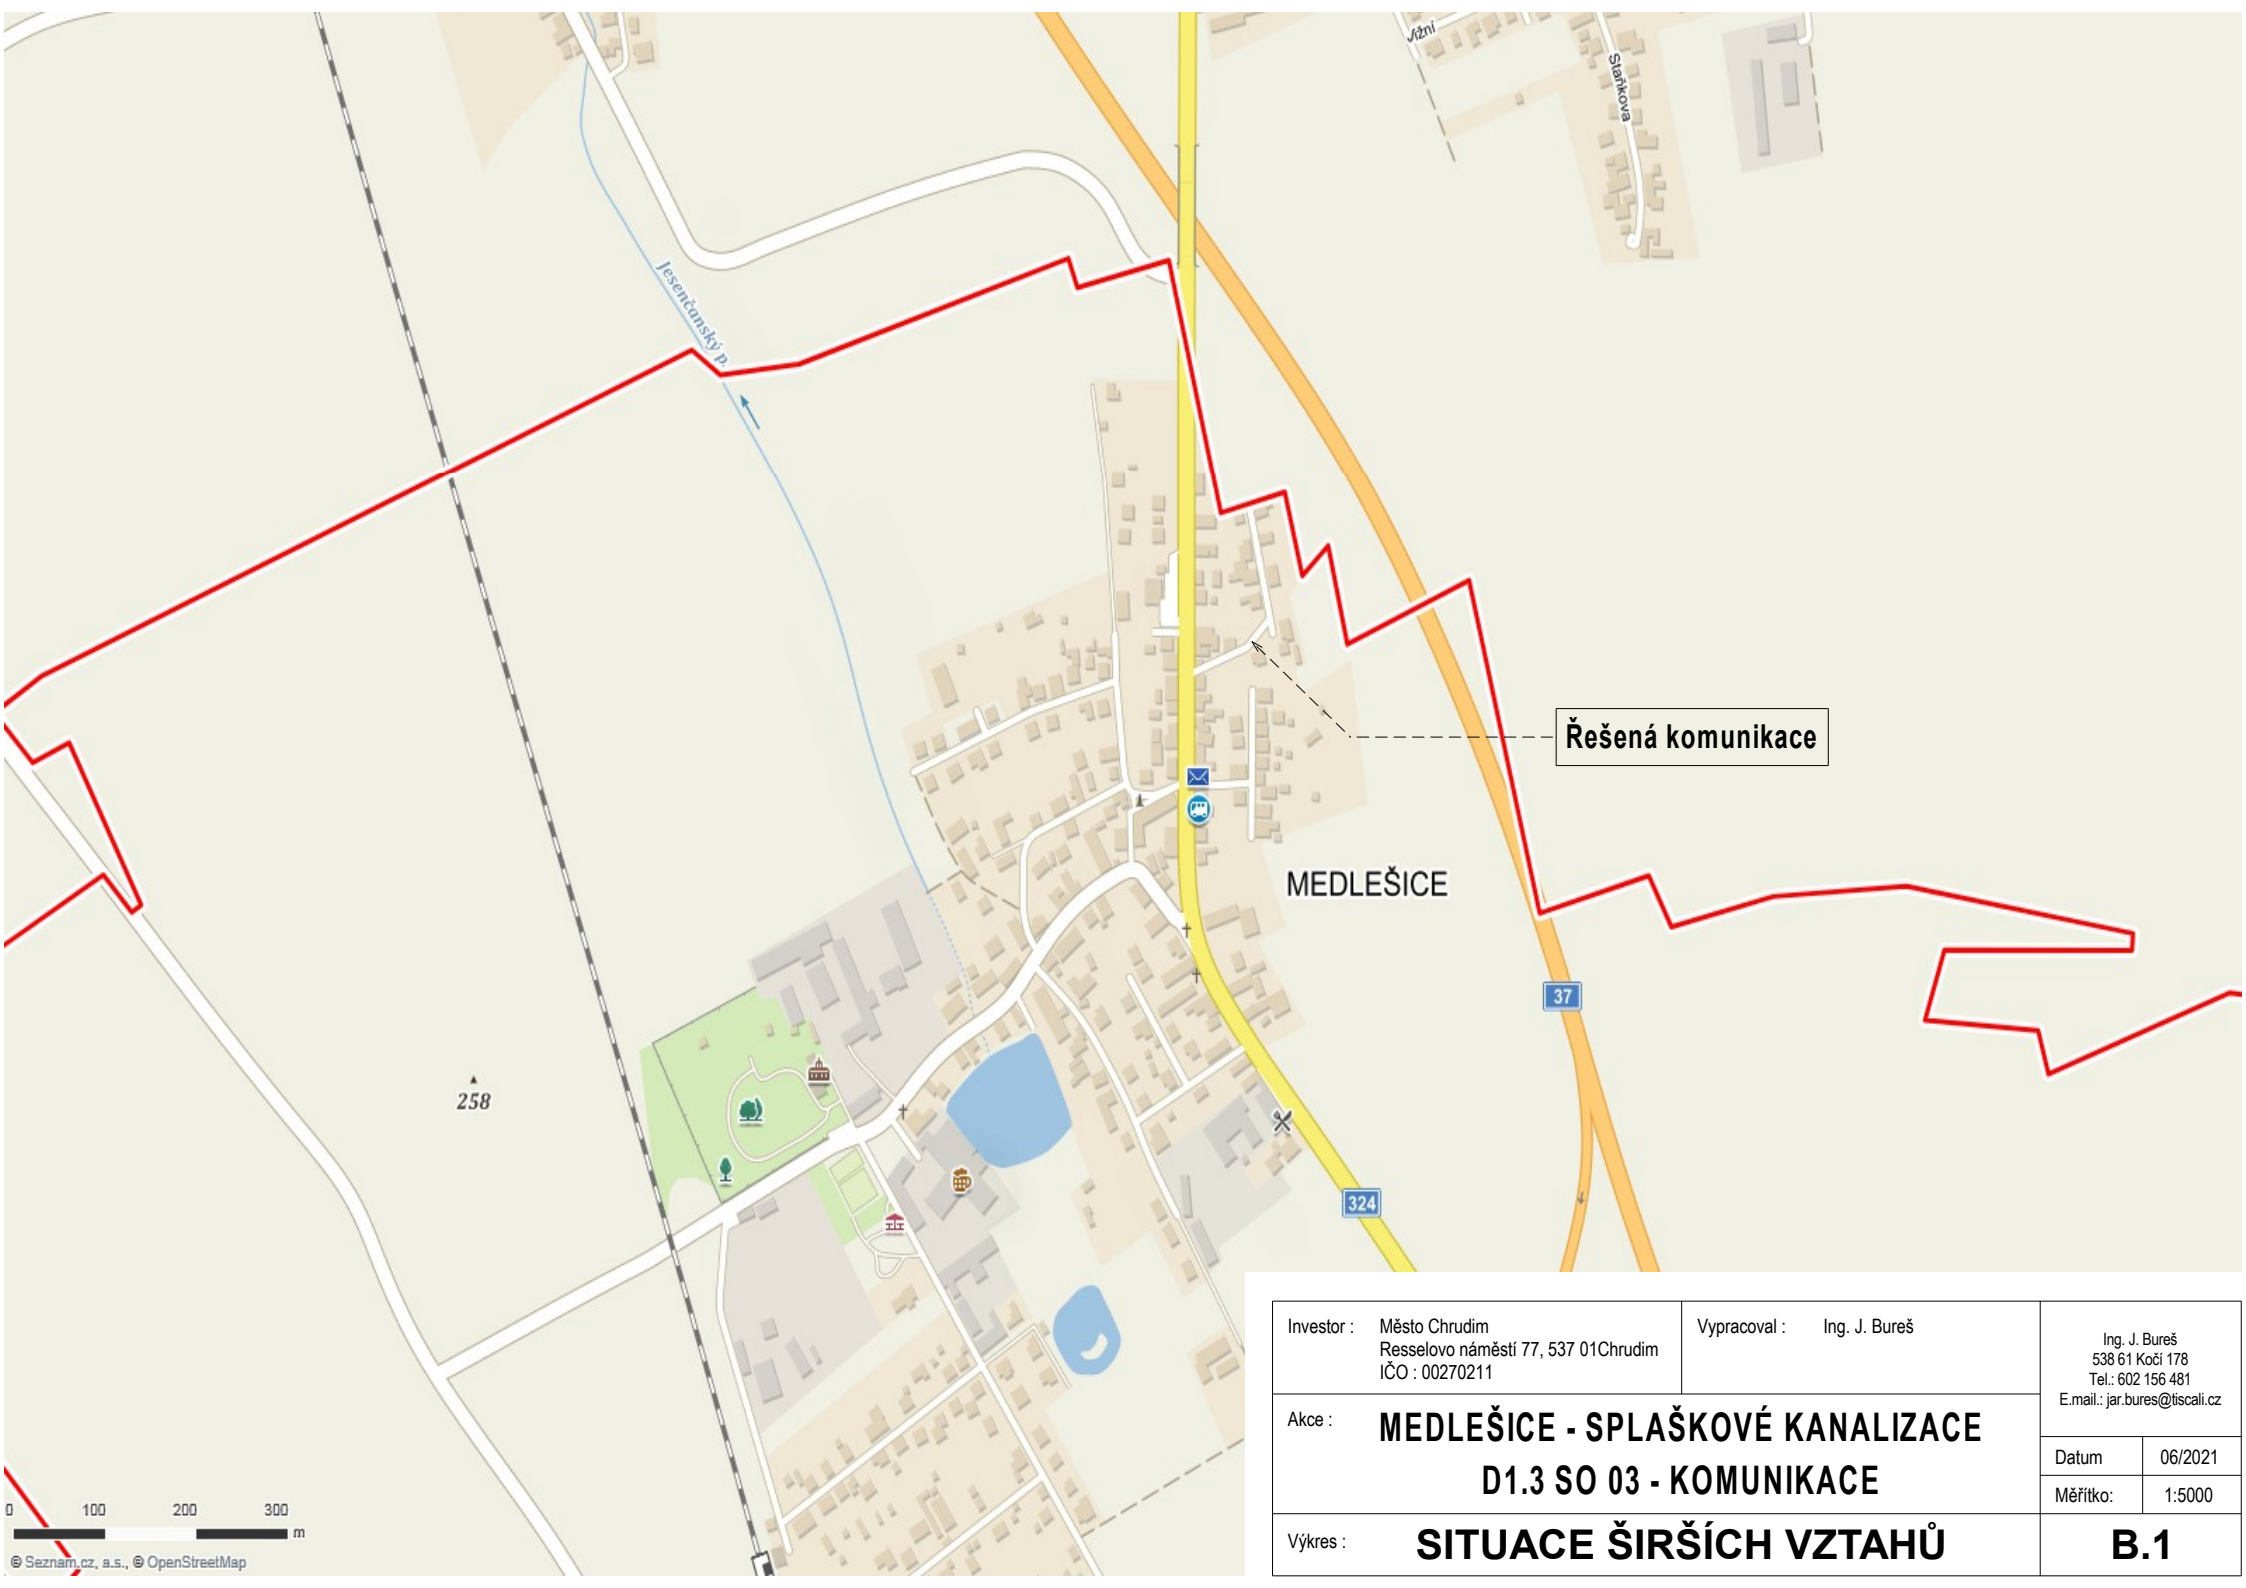 Vižní
Staňkova
Jesenčanský p.
Řešená komunikace
MEDLEŠICE
37
258
324
0 100 200 300
m
© Seznam.cz, a.s., © OpenStreetMap
Investor : Město Chrudim
Resselovo náměstí 77, 537 01Chrudim
IČO : 00270211
Vypracoval : Ing. J. Bureš
Ing. J. Bureš
538 61 Kočí 178
Tel.: 602 156 481
E.mail.: jar.bures@tiscali.cz
Akce : MEDLEŠICE - SPLAŠKOVÉ KANALIZACE
D1.3 SO 03 - KOMUNIKACE
Datum 06/2021
Měřítko: 1:5000
Výkres : SITUACE ŠIRŠÍCH VZTAHŮ
B.1